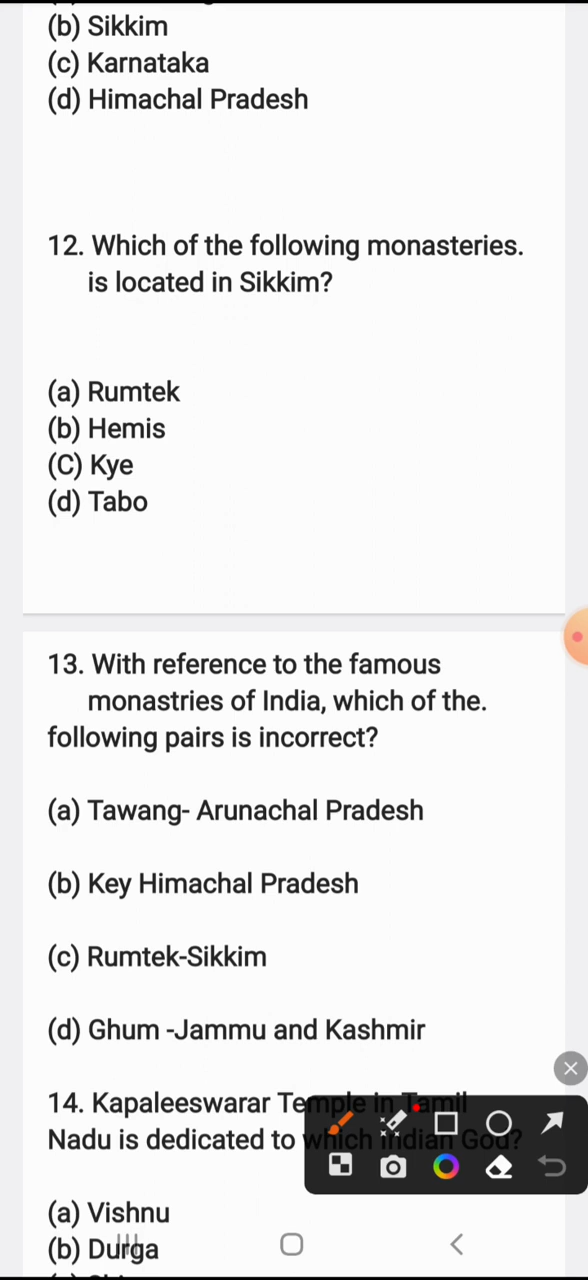 (b) Sikkim
(c) Karnataka
(d) Himachal Pradesh
12. Which of the following monasteries.
is located in Sikkim?
(a) Rumtek
(b) Hemis
(C) Kye
(d) Tabo
13. With reference to the famous
monastries of India, which of the.
following pairs is incorrect?
(a) Tawang- Arunachal Pradesh
(b) Key Himachal Pradesh
(c) Rumtek-Sikkim
(d) Ghum -Jammu and Kashmir
14. Kapaleeswarar Temple in Tamil
Nadu is dedicated to which indian God?
(a) Vishnu
(b) Durga